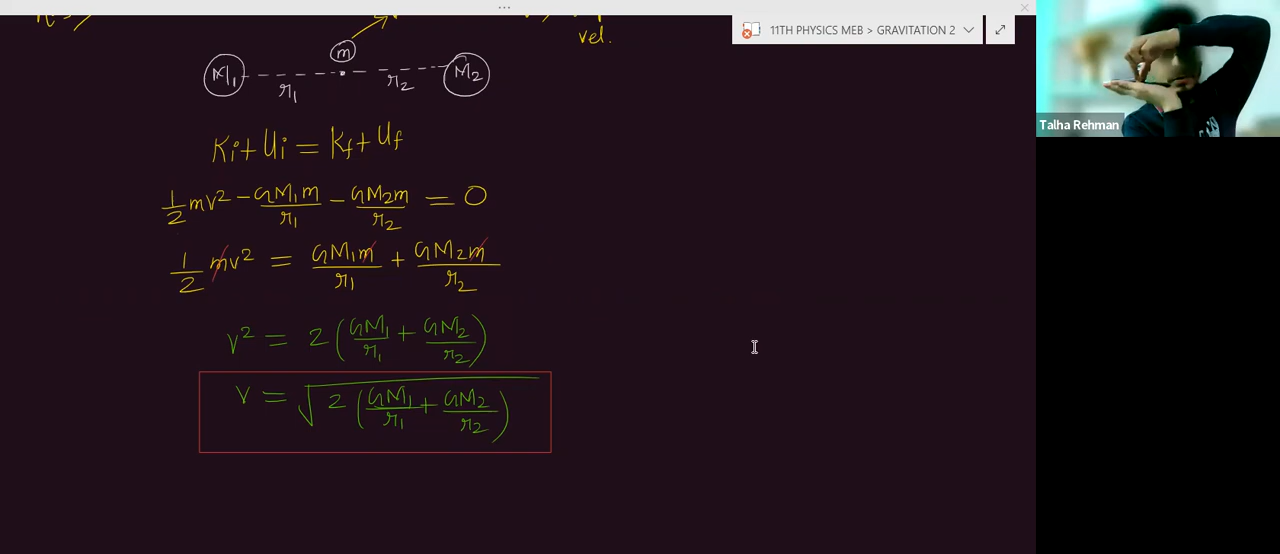 11TH PHYSICS MEB > GRAVITATION 2
vel.
Talha Rehman
M₁ m M₂
r₁ r₂
Ki + Ui = Kf + Uf
1/2 mv² - GM₁m/r₁ - GM₂m/r₂ = 0
1/2 mv² = GM₁m/r₁ + GM₂m/r₂
v² = 2 (GM₁/r₁ + GM₂/r₂)
v = √2 (GM₁/r₁ + GM₂/r₂)